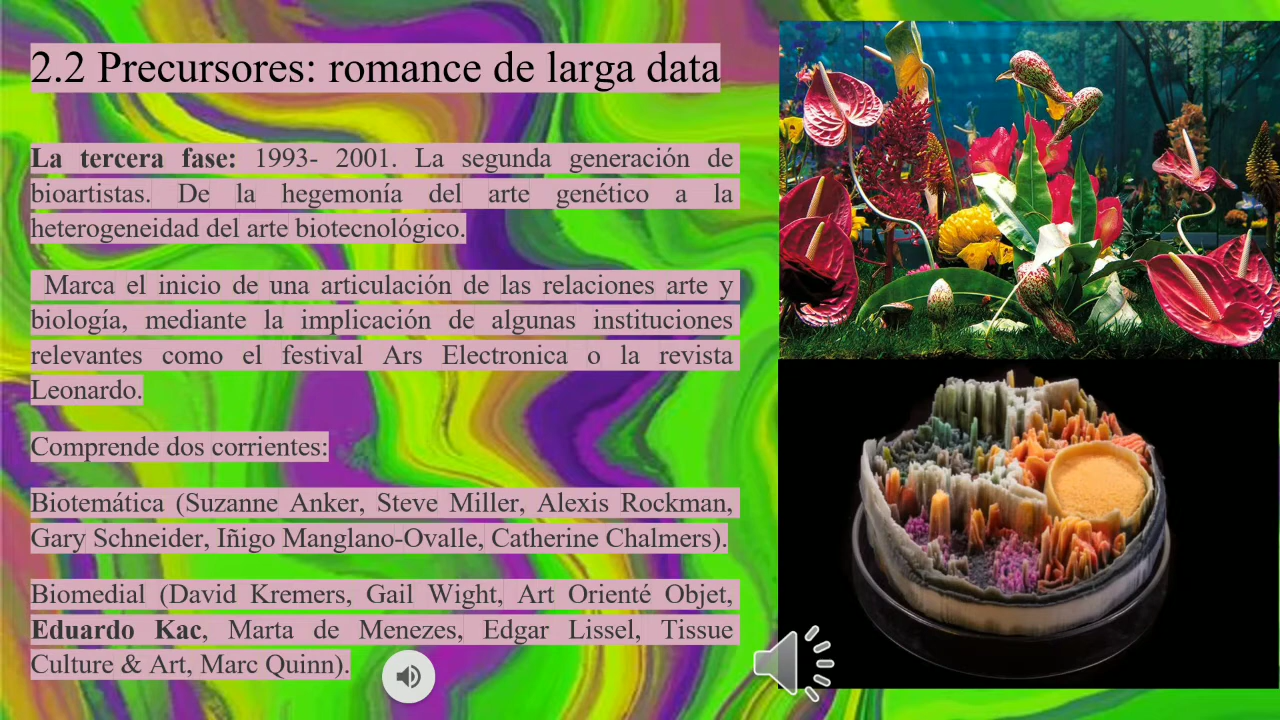 2.2 Precursores: romance de larga data
La tercera fase: 1993- 2001. La segunda generación de
bioartistas. De la hegemonía del arte genético a la
heterogeneidad del arte biotecnológico.
Marca el inicio de una articulación de las relaciones arte y
biología, mediante la implicación de algunas instituciones
relevantes como el festival Ars Electronica o la revista
Leonardo.
Comprende dos corrientes:
Biotemática (Suzanne Anker, Steve Miller, Alexis Rockman,
Gary Schneider, Iñigo Manglano-Ovalle, Catherine Chalmers).
Biomedial (David Kremers, Gail Wight, Art Orienté Objet,
Eduardo Kac, Marta de Menezes, Edgar Lissel, Tissue
Culture & Art, Marc Quinn).